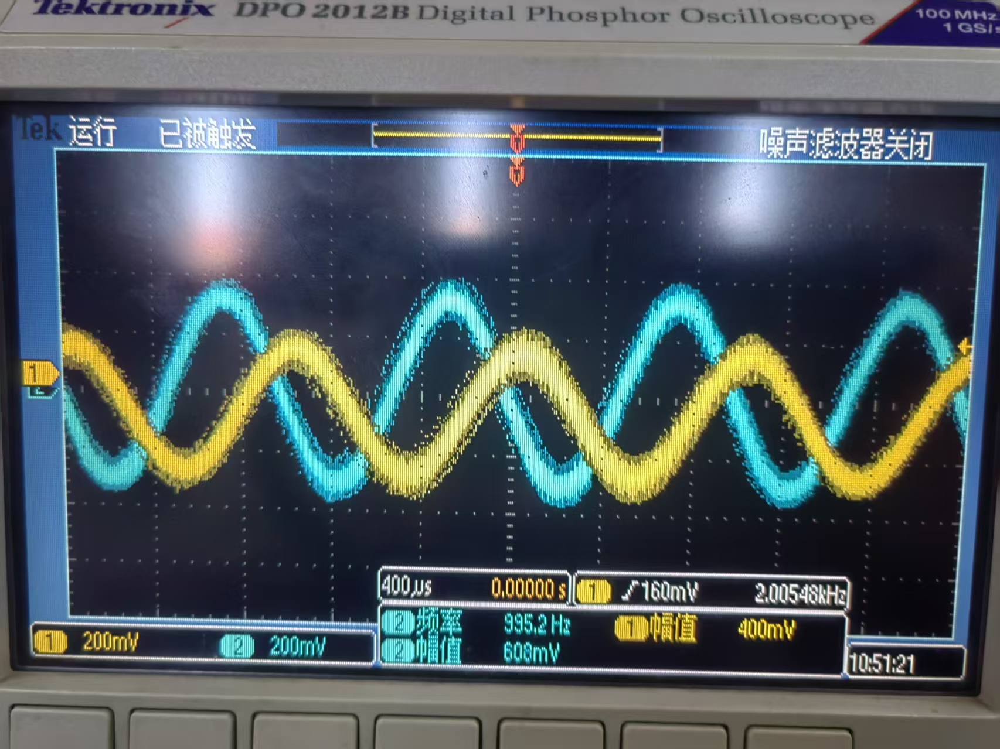 Tektronix DPO 2012B Digital Phosphor Oscilloscope
100 MHz
1 GS/s
Tek 运行 已被触发 噪声滤波器关闭
1
400µs 0.00000 s 1 160mV 2.00548kHz
2 频率 995.2 Hz 1 幅值 400mV
2 幅值 608mV
1 200mV 2 200mV
10:51:21